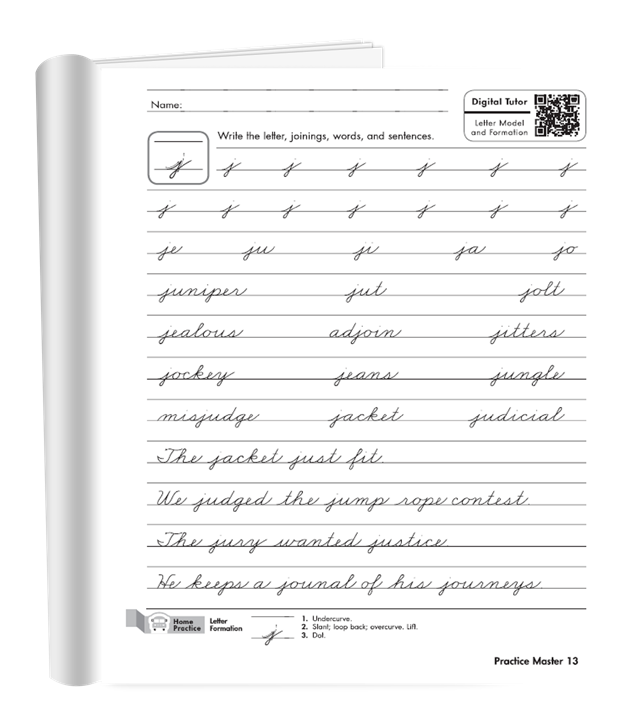 Name:
Digital Tutor
Letter Model
and Formation
Write the letter, joinings, words, and sentences.
j j j j j j j
j j j j j j j
je ju ji ja jo
juniper jut jolt
jealous adjoin jitters
jockey jeans jungle
misjudge jacket judicial
The jacket just fit.
We judged the jump rope contest.
The jury wanted justice
He keeps a jounal of his journeys.
Home Practice
Letter Formation
j
1. Undercurve.
2. Slant; loop back; overcurve. Lift.
3. Dot.
Practice Master 13